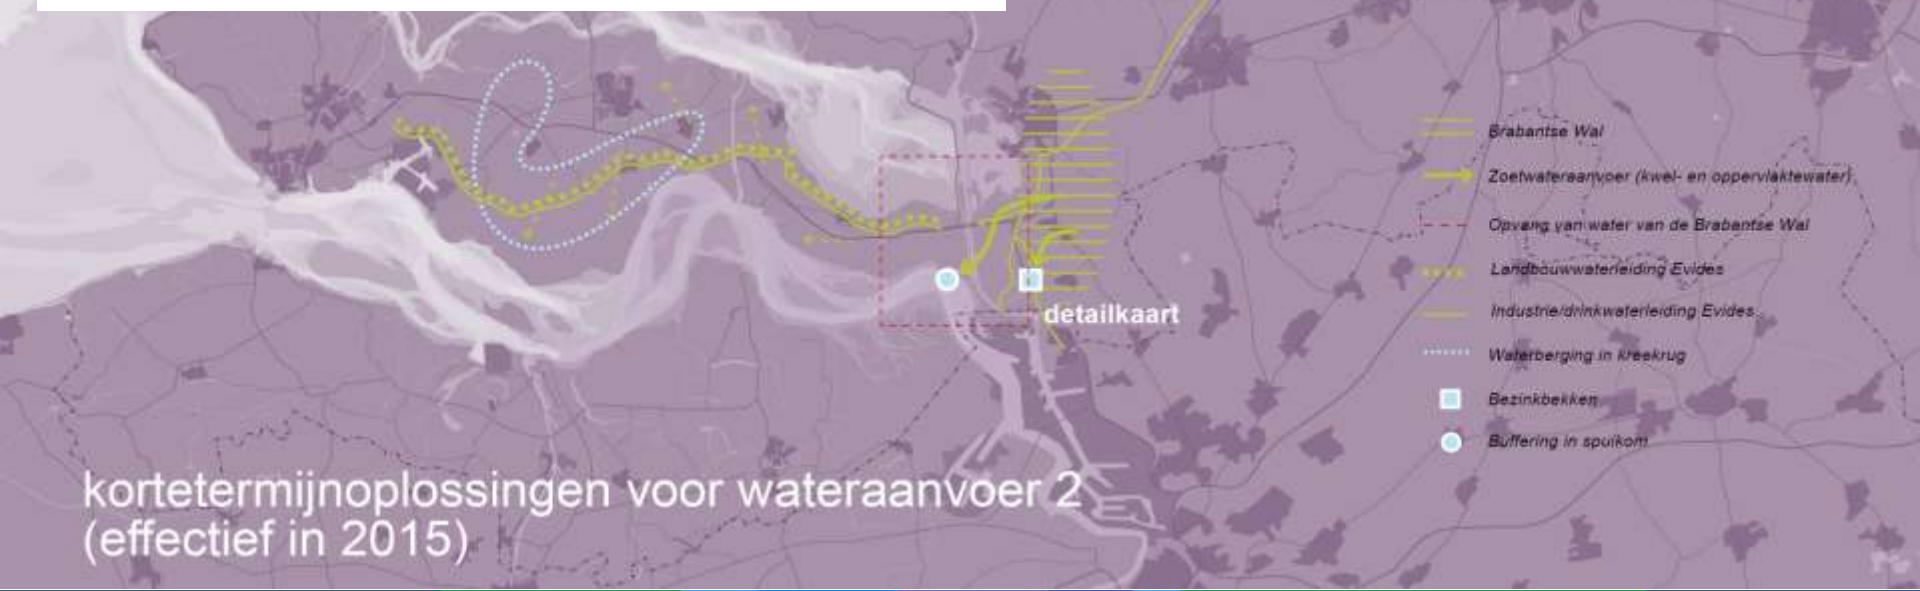 Brabantse Wal
Zoetwateraanvoer (kwel- en oppervlaktewater)
Opvang van water van de Brabantse Wal
Landbouwwaterleiding Evides
Industrie/drinkwaterleiding Evides
Waterberging in kreekrug
Bezinkbekken
Buffering in spuikom
detailkaart
kortetermijnoplossingen voor wateraanvoer 2
(effectief in 2015)